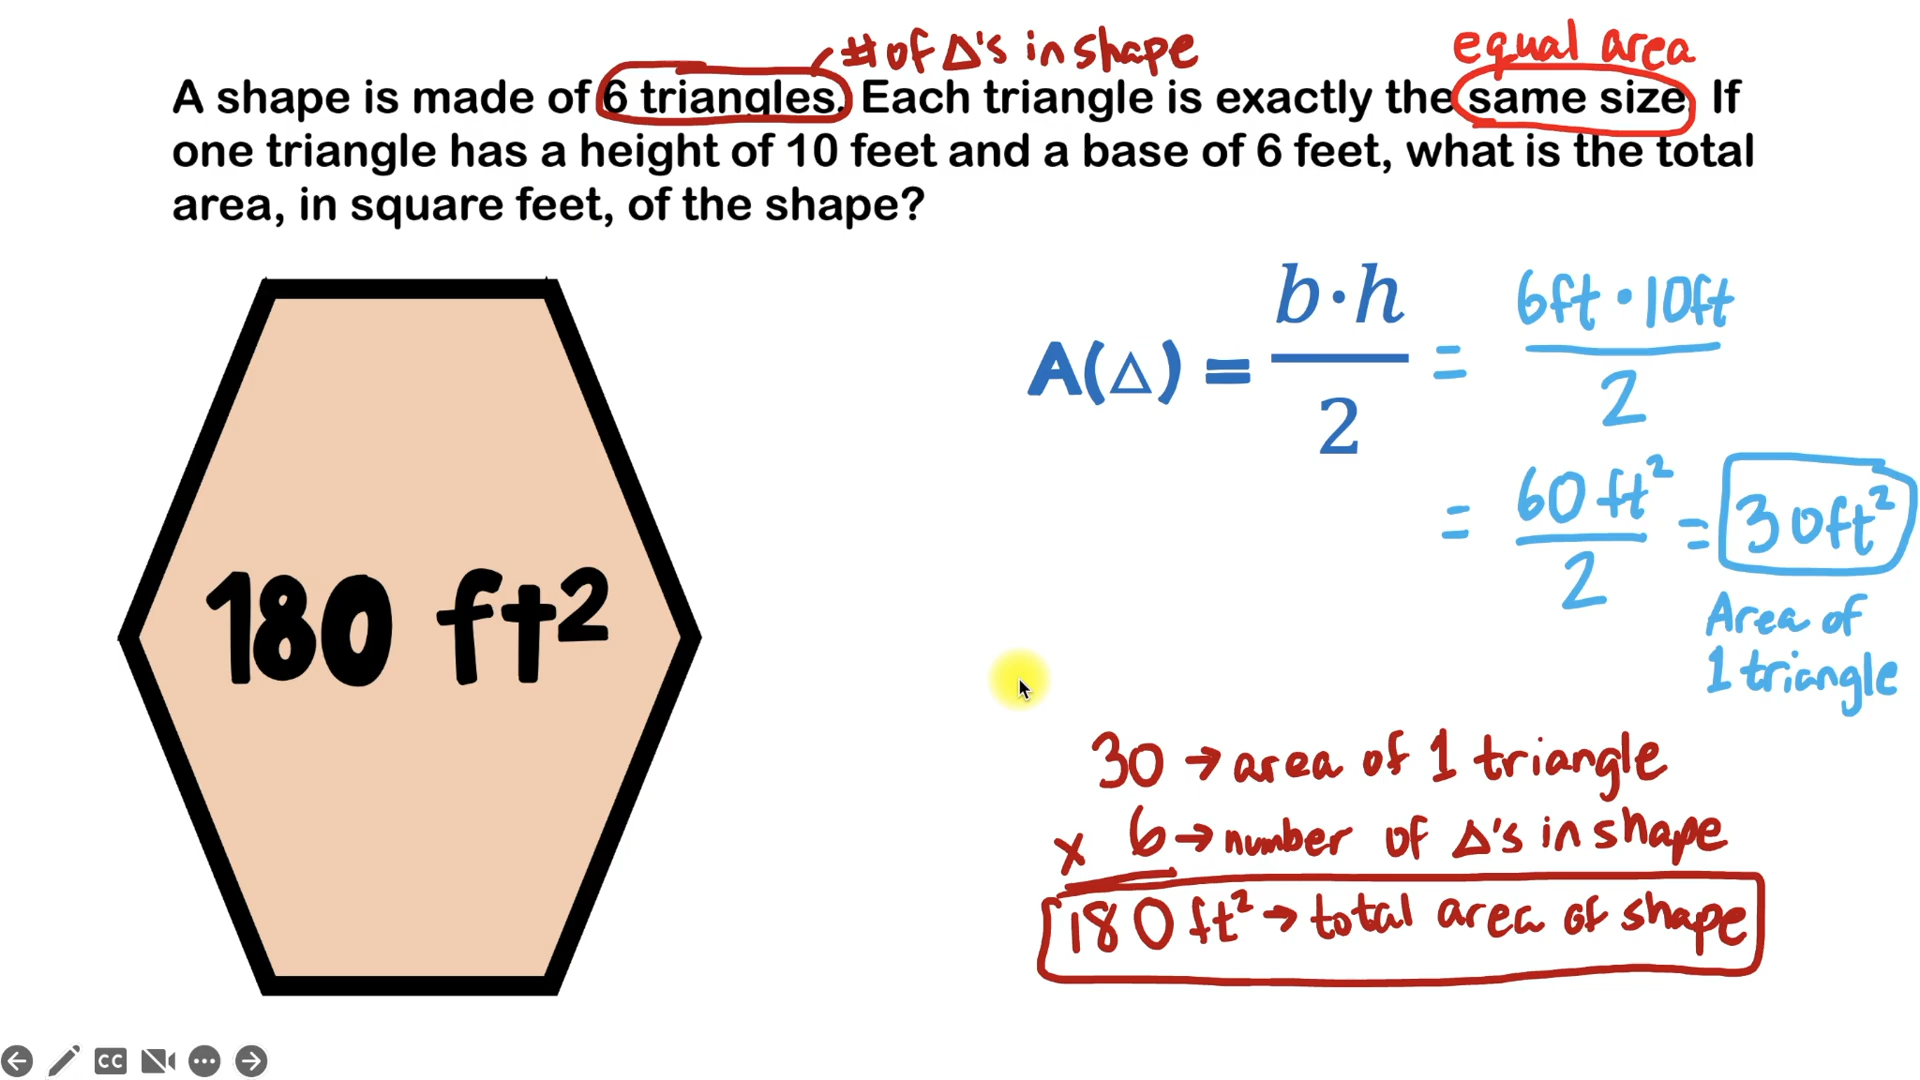 # of Δ's in shape
equal area
A shape is made of 6 triangles. Each triangle is exactly the same size. If
one triangle has a height of 10 feet and a base of 6 feet, what is the total
area, in square feet, of the shape?
A(△) = b·h / 2 = 6ft · 10ft / 2
= 60 ft² / 2 = 30ft²
Area of
1 triangle
180 ft²
30 → area of 1 triangle
x 6 → number of Δ's in shape
180 ft² → total area of shape
CC